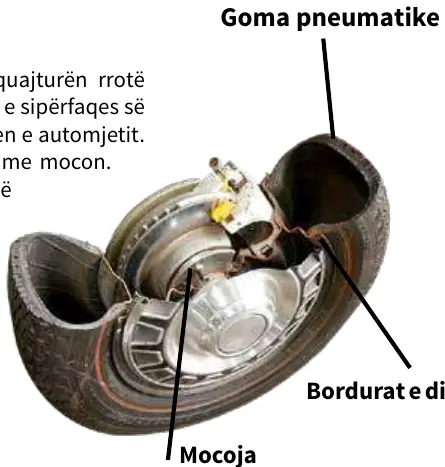 Goma pneumatike
quajturën rrotë
e sipërfaqes së
en e automjetit.
me mocon.
ë
Bordurat e di
Mocoja